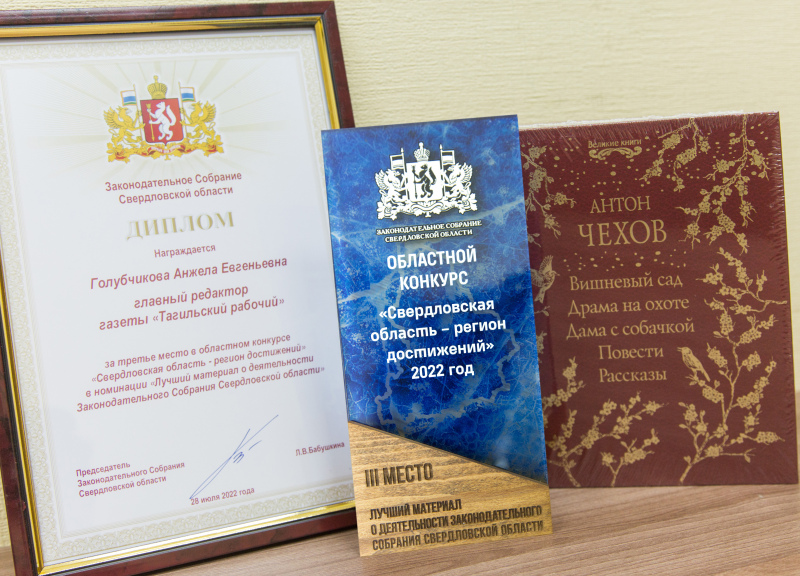 Законодательное Собрание
Свердловской области
ДИПЛОМ
Награждается
Голубчикова Анжела Евгеньевна
главный редактор
газеты «Тагильский рабочий»
за третье место в областном конкурсе
«Свердловская область - регион достижений»
в номинации «Лучший материал о деятельности
Законодательного Собрания Свердловской области»
Председатель
Законодательного Собрания
Свердловской области
Л.В.Бабушкина
28 июля 2022 года
ЗАКОНОДАТЕЛЬНОЕ СОБРАНИЕ
СВЕРДЛОВСКОЙ ОБЛАСТИ
ОБЛАСТНОЙ
КОНКУРС
«Свердловская
область – регион
достижений»
2022 год
III МЕСТО
ЛУЧШИЙ МАТЕРИАЛ
О ДЕЯТЕЛЬНОСТИ ЗАКОНОДАТЕЛЬНОГО
СОБРАНИЯ СВЕРДЛОВСКОЙ ОБЛАСТИ
Великие книги
АНТОН
ЧЕХОВ
Вишневый сад
Драма на охоте
Дама с собачкой
Повести
Рассказы